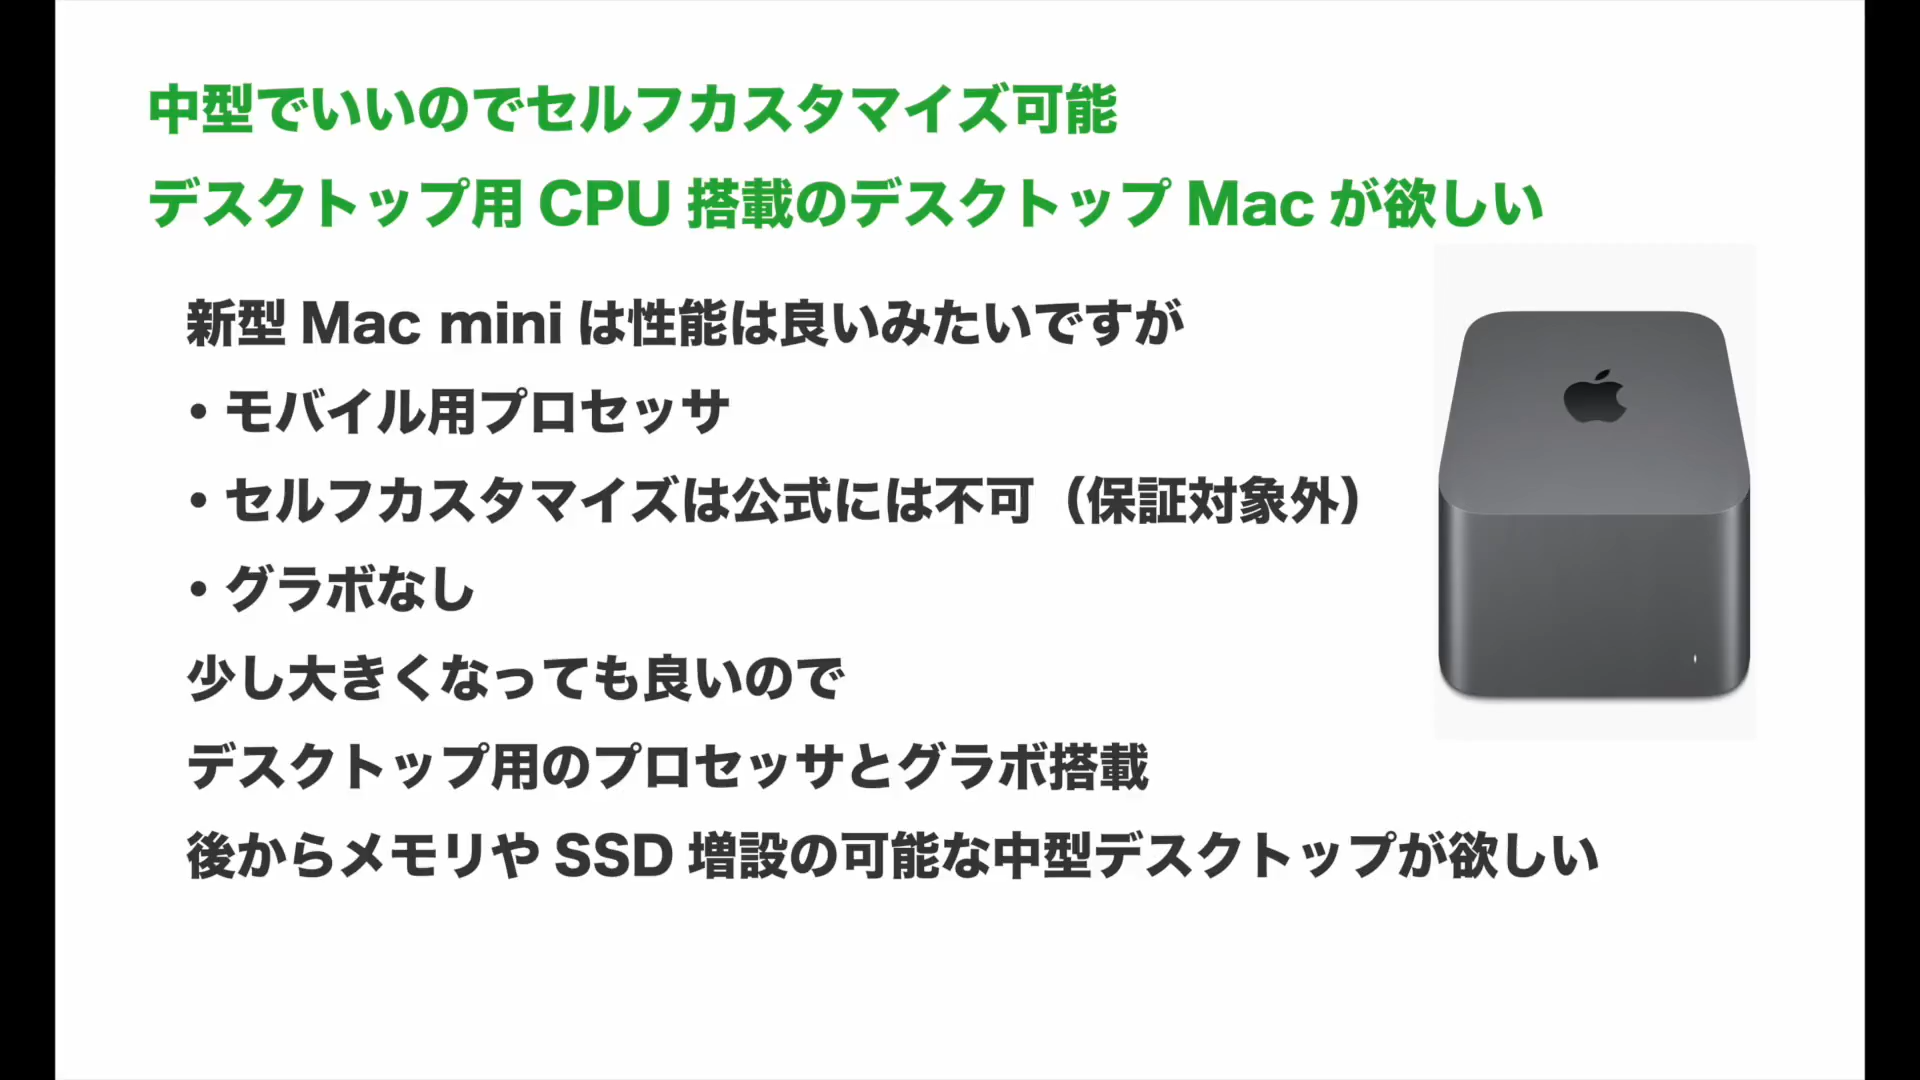 中型でいいのでセルフカスタマイズ可能
デスクトップ用 CPU 搭載のデスクトップ Mac が欲しい
新型 Mac mini は性能は良いみたいですが
・モバイル用プロセッサ
・セルフカスタマイズは公式には不可（保証対象外）
・グラボなし
少し大きくなっても良いので
デスクトップ用のプロセッサとグラボ搭載
後からメモリや SSD 増設の可能な中型デスクトップが欲しい